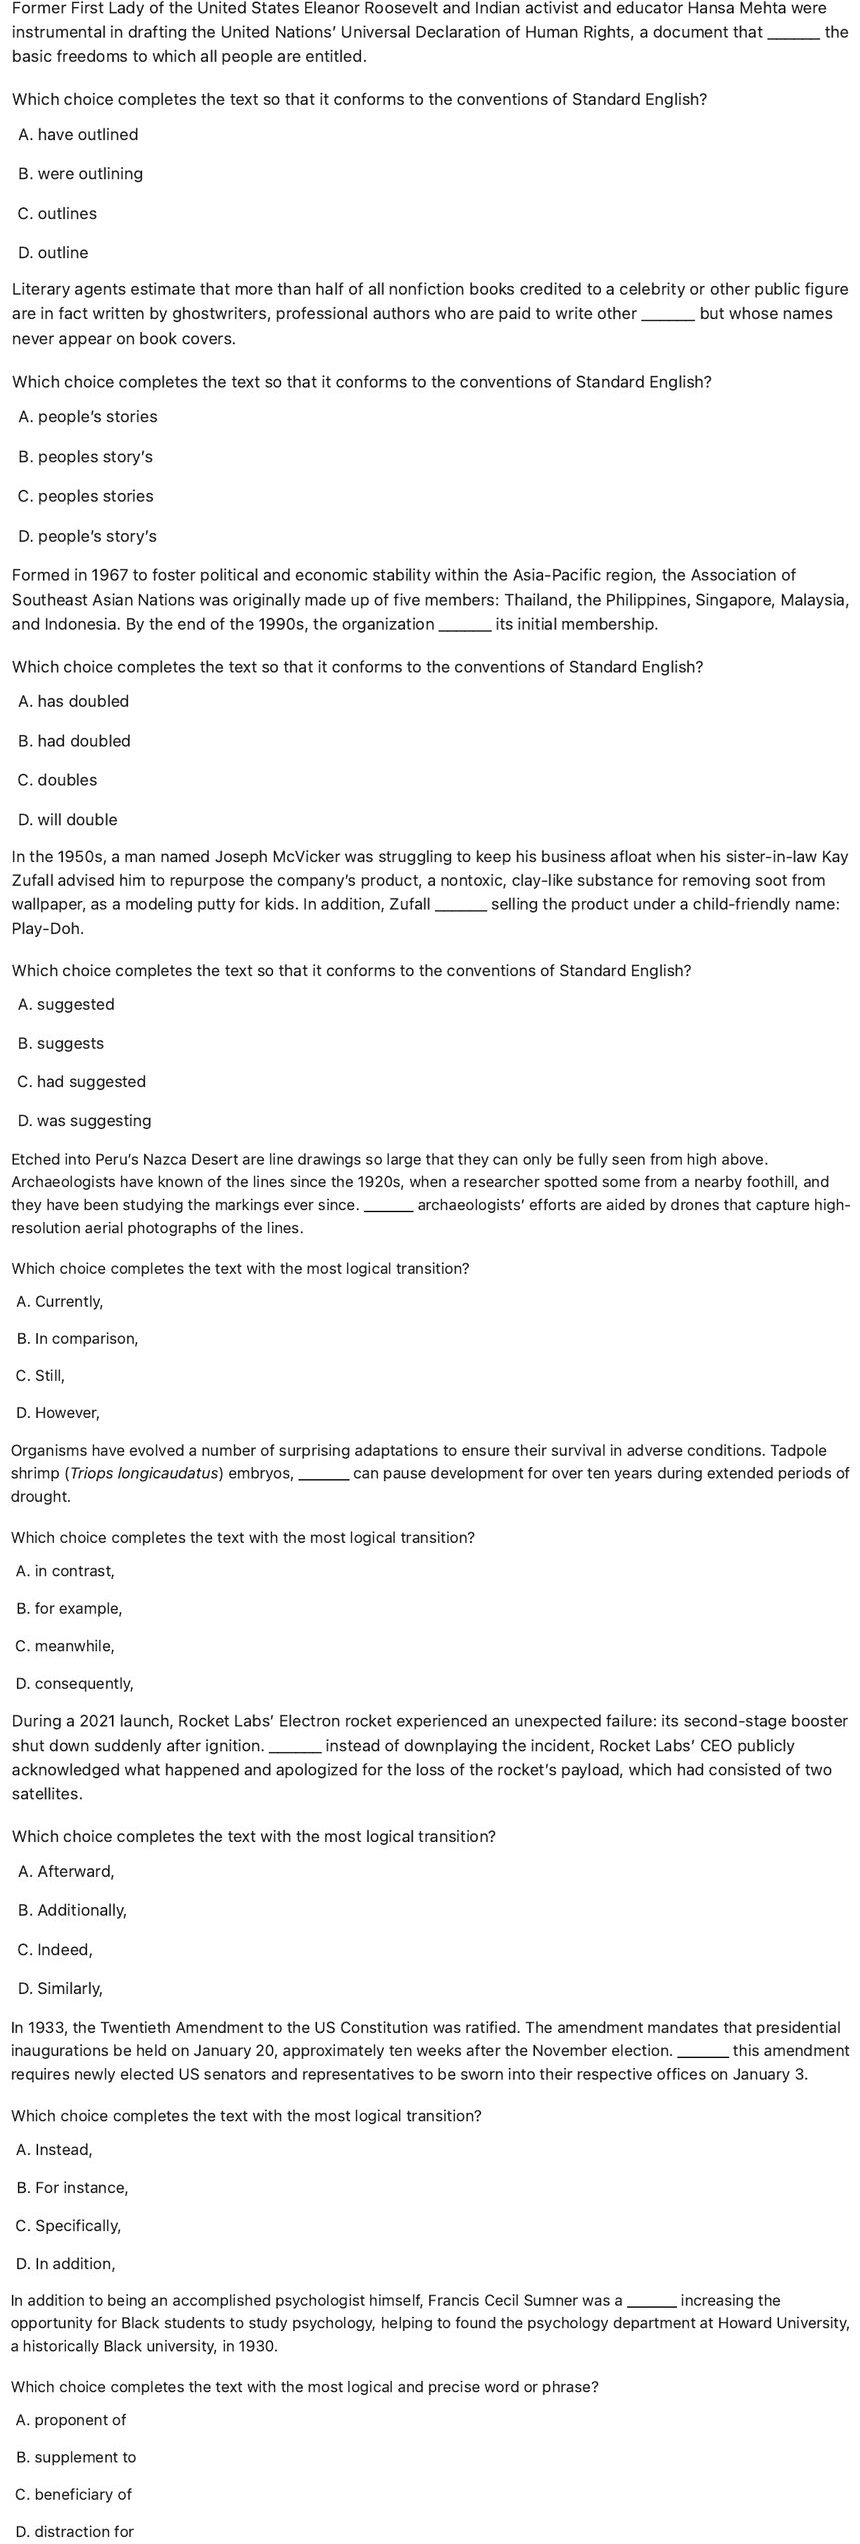 Former First Lady of the United States Eleanor Roosevelt and Indian activist and educator Hansa Mehta were
instrumental in drafting the United Nations’ Universal Declaration of Human Rights, a document that ______ the
basic freedoms to which all people are entitled.
Which choice completes the text so that it conforms to the conventions of Standard English?
A. have outlined
B. were outlining
C. outlines
D. outline
Literary agents estimate that more than half of all nonfiction books credited to a celebrity or other public figure
are in fact written by ghostwriters, professional authors who are paid to write other ______ but whose names
never appear on book covers.
Which choice completes the text so that it conforms to the conventions of Standard English?
A. people’s stories
B. peoples story’s
C. peoples stories
D. people’s story’s
Formed in 1967 to foster political and economic stability within the Asia-Pacific region, the Association of
Southeast Asian Nations was originally made up of five members: Thailand, the Philippines, Singapore, Malaysia,
and Indonesia. By the end of the 1990s, the organization ______ its initial membership.
Which choice completes the text so that it conforms to the conventions of Standard English?
A. has doubled
B. had doubled
C. doubles
D. will double
In the 1950s, a man named Joseph McVicker was struggling to keep his business afloat when his sister-in-law Kay
Zufall advised him to repurpose the company’s product, a nontoxic, clay-like substance for removing soot from
wallpaper, as a modeling putty for kids. In addition, Zufall ______ selling the product under a child-friendly name:
Play-Doh.
Which choice completes the text so that it conforms to the conventions of Standard English?
A. suggested
B. suggests
C. had suggested
D. was suggesting
Etched into Peru’s Nazca Desert are line drawings so large that they can only be fully seen from high above.
Archaeologists have known of the lines since the 1920s, when a researcher spotted some from a nearby foothill, and
they have been studying the markings ever since. ______ archaeologists’ efforts are aided by drones that capture high-
resolution aerial photographs of the lines.
Which choice completes the text with the most logical transition?
A. Currently,
B. In comparison,
C. Still,
D. However,
Organisms have evolved a number of surprising adaptations to ensure their survival in adverse conditions. Tadpole
shrimp (Triops longicaudatus) embryos, ______ can pause development for over ten years during extended periods of
drought.
Which choice completes the text with the most logical transition?
A. in contrast,
B. for example,
C. meanwhile,
D. consequently,
During a 2021 launch, Rocket Labs’ Electron rocket experienced an unexpected failure: its second-stage booster
shut down suddenly after ignition. ______ instead of downplaying the incident, Rocket Labs’ CEO publicly
acknowledged what happened and apologized for the loss of the rocket’s payload, which had consisted of two
satellites.
Which choice completes the text with the most logical transition?
A. Afterward,
B. Additionally,
C. Indeed,
D. Similarly,
In 1933, the Twentieth Amendment to the US Constitution was ratified. The amendment mandates that presidential
inaugurations be held on January 20, approximately ten weeks after the November election. ______ this amendment
requires newly elected US senators and representatives to be sworn into their respective offices on January 3.
Which choice completes the text with the most logical transition?
A. Instead,
B. For instance,
C. Specifically,
D. In addition,
In addition to being an accomplished psychologist himself, Francis Cecil Sumner was a ______ increasing the
opportunity for Black students to study psychology, helping to found the psychology department at Howard University,
a historically Black university, in 1930.
Which choice completes the text with the most logical and precise word or phrase?
A. proponent of
B. supplement to
C. beneficiary of
D. distraction for